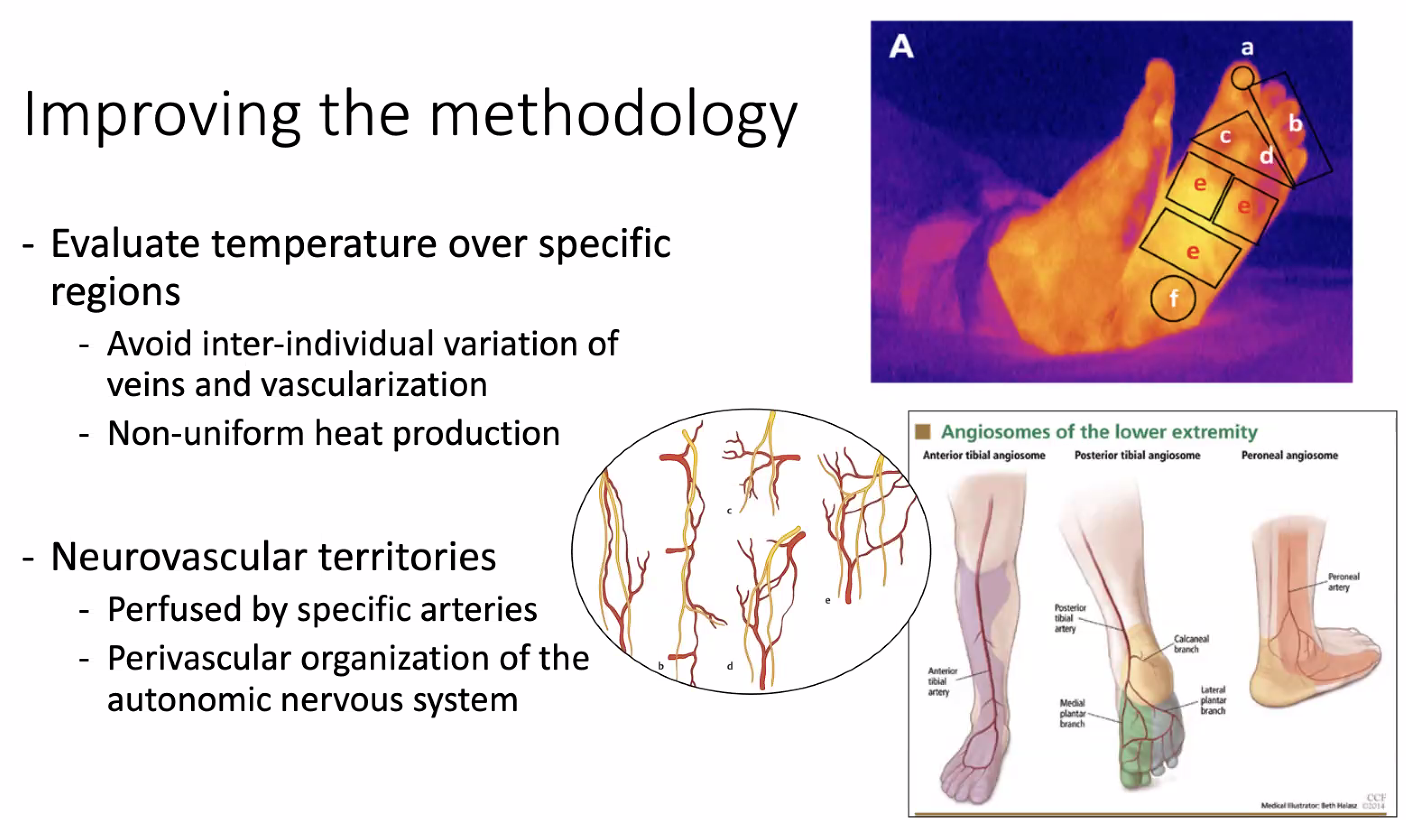 Improving the methodology
- Evaluate temperature over specific
regions
- Avoid inter-individual variation of
veins and vascularization
- Non-uniform heat production
- Neurovascular territories
- Perfused by specific arteries
- Perivascular organization of the
autonomic nervous system
A
a
b
c
d
e
e
e
f
c
e
b
d
Angiosomes of the lower extremity
Anterior tibial angiosome
Posterior tibial angiosome
Peroneal angiosome
Anterior
tibial
artery
Posterior
tibial
artery
Calcaneal
branch
Medial
plantar
branch
Lateral
plantar
branch
Peroneal
artery
CCF
Medical Illustrator: Beth Halasz ©2014